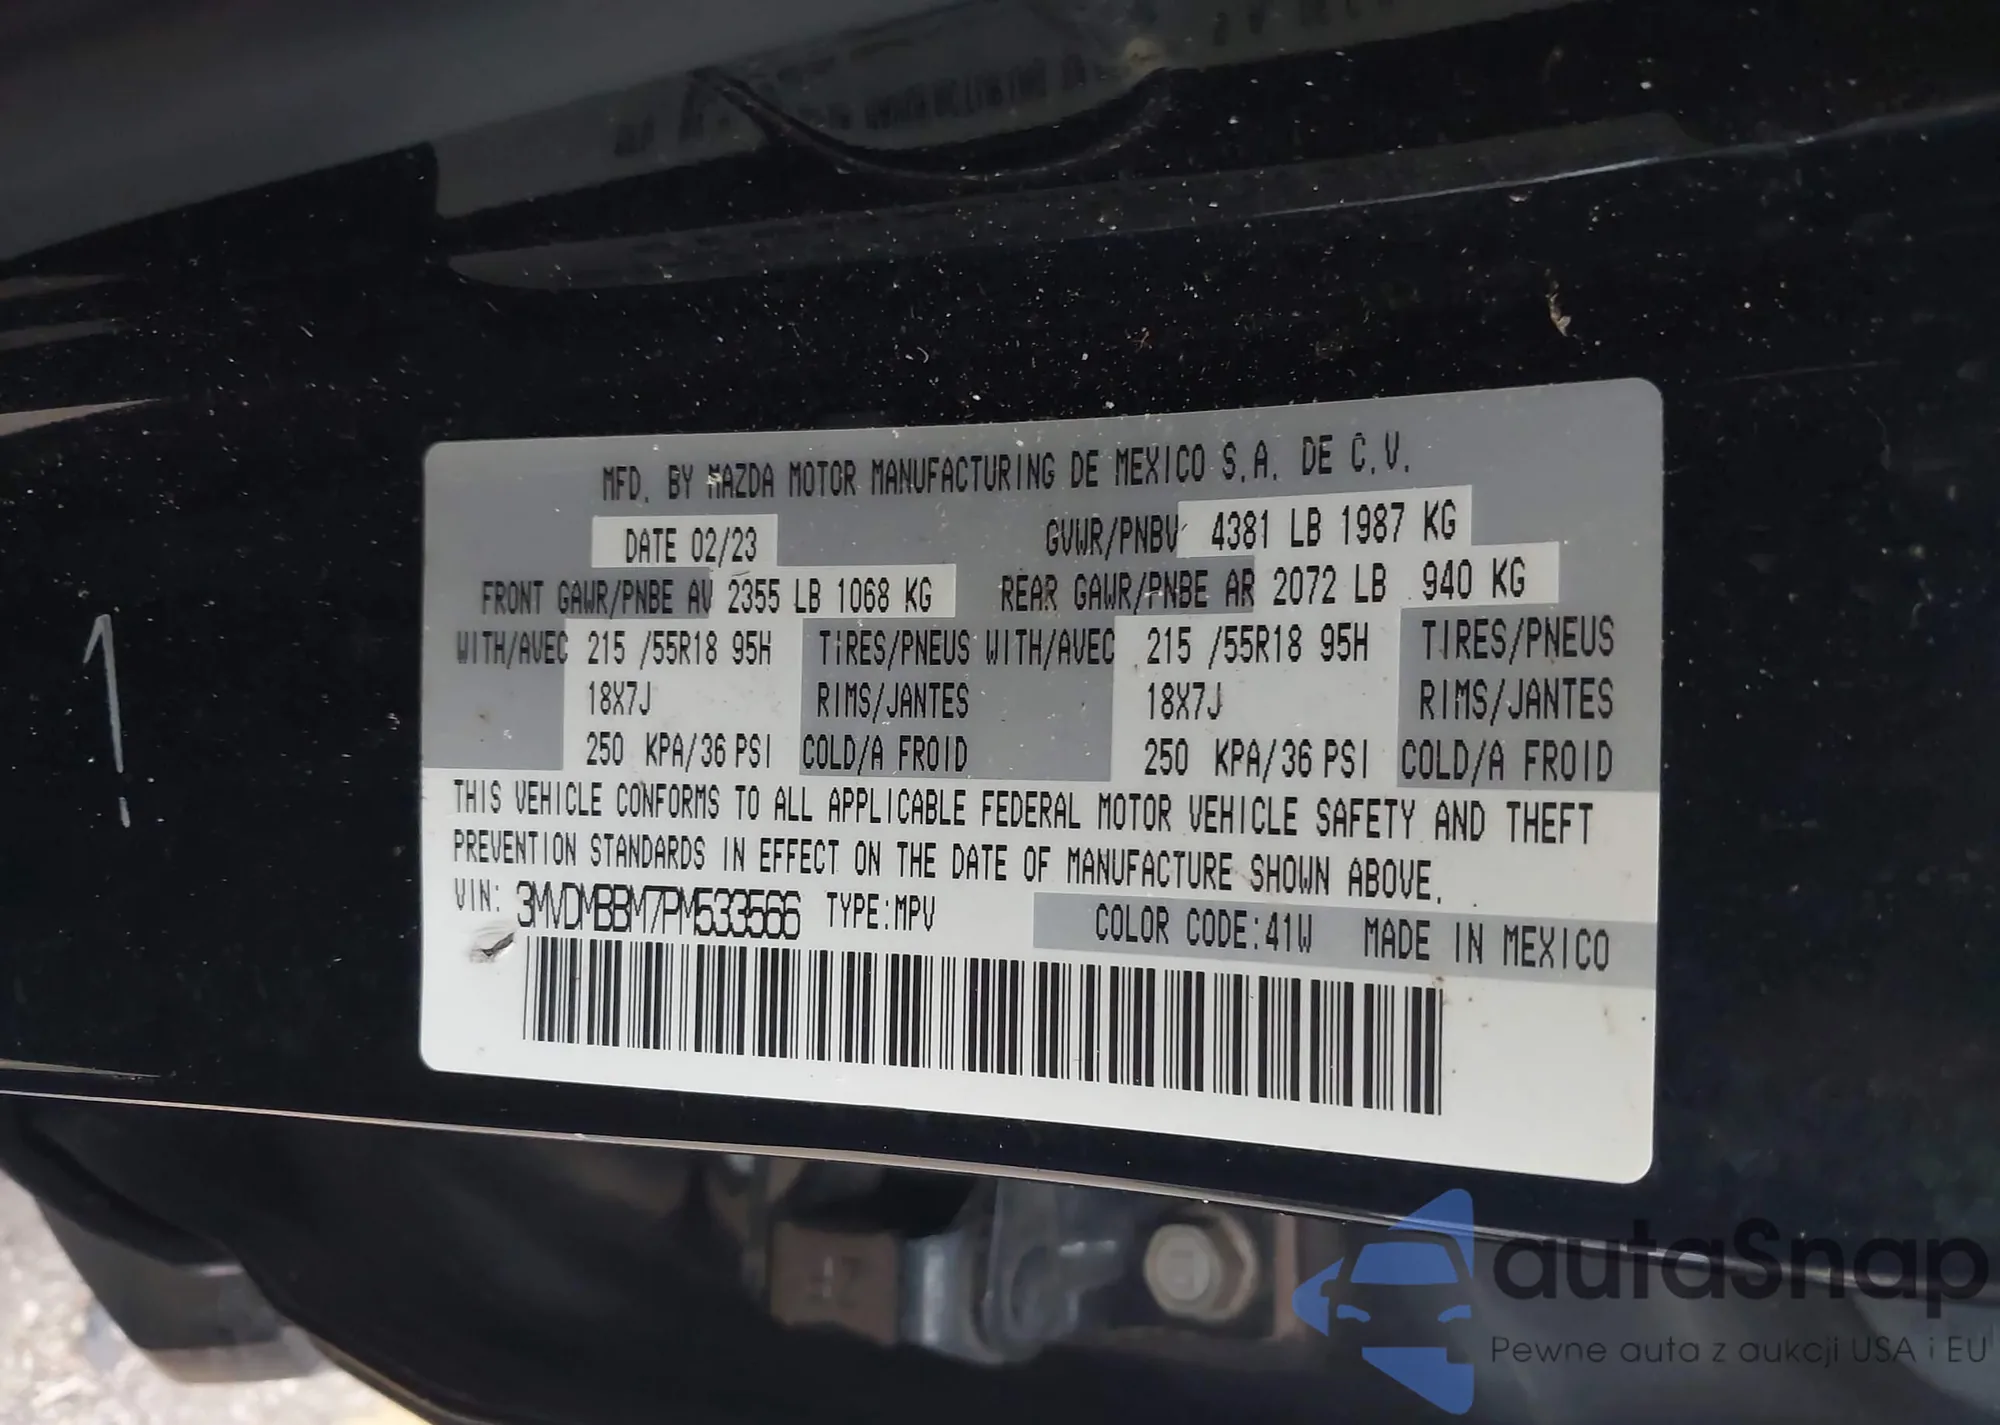 MFD. BY MAZDA MOTOR MANUFACTURING DE MEXICO S.A. DE C.V.
DATE 02/23 GVWR/PNBV 4381 LB 1987 KG
FRONT GAWR/PNBE AV 2355 LB 1068 KG REAR GAWR/PNBE AR 2072 LB 940 KG
WITH/AVEC 215 /55R18 95H TIRES/PNEUS WITH/AVEC 215 /55R18 95H TIRES/PNEUS
18X7J RIMS/JANTES 18X7J RIMS/JANTES
250 KPA/36 PSI COLD/A FROID 250 KPA/36 PSI COLD/A FROID
THIS VEHICLE CONFORMS TO ALL APPLICABLE FEDERAL MOTOR VEHICLE SAFETY AND THEFT
PREVENTION STANDARDS IN EFFECT ON THE DATE OF MANUFACTURE SHOWN ABOVE.
VIN: 3MVDMBBM7PM533566 TYPE:MPV COLOR CODE:41W MADE IN MEXICO
autaSnap
Pewne auta z aukcji USA i EU